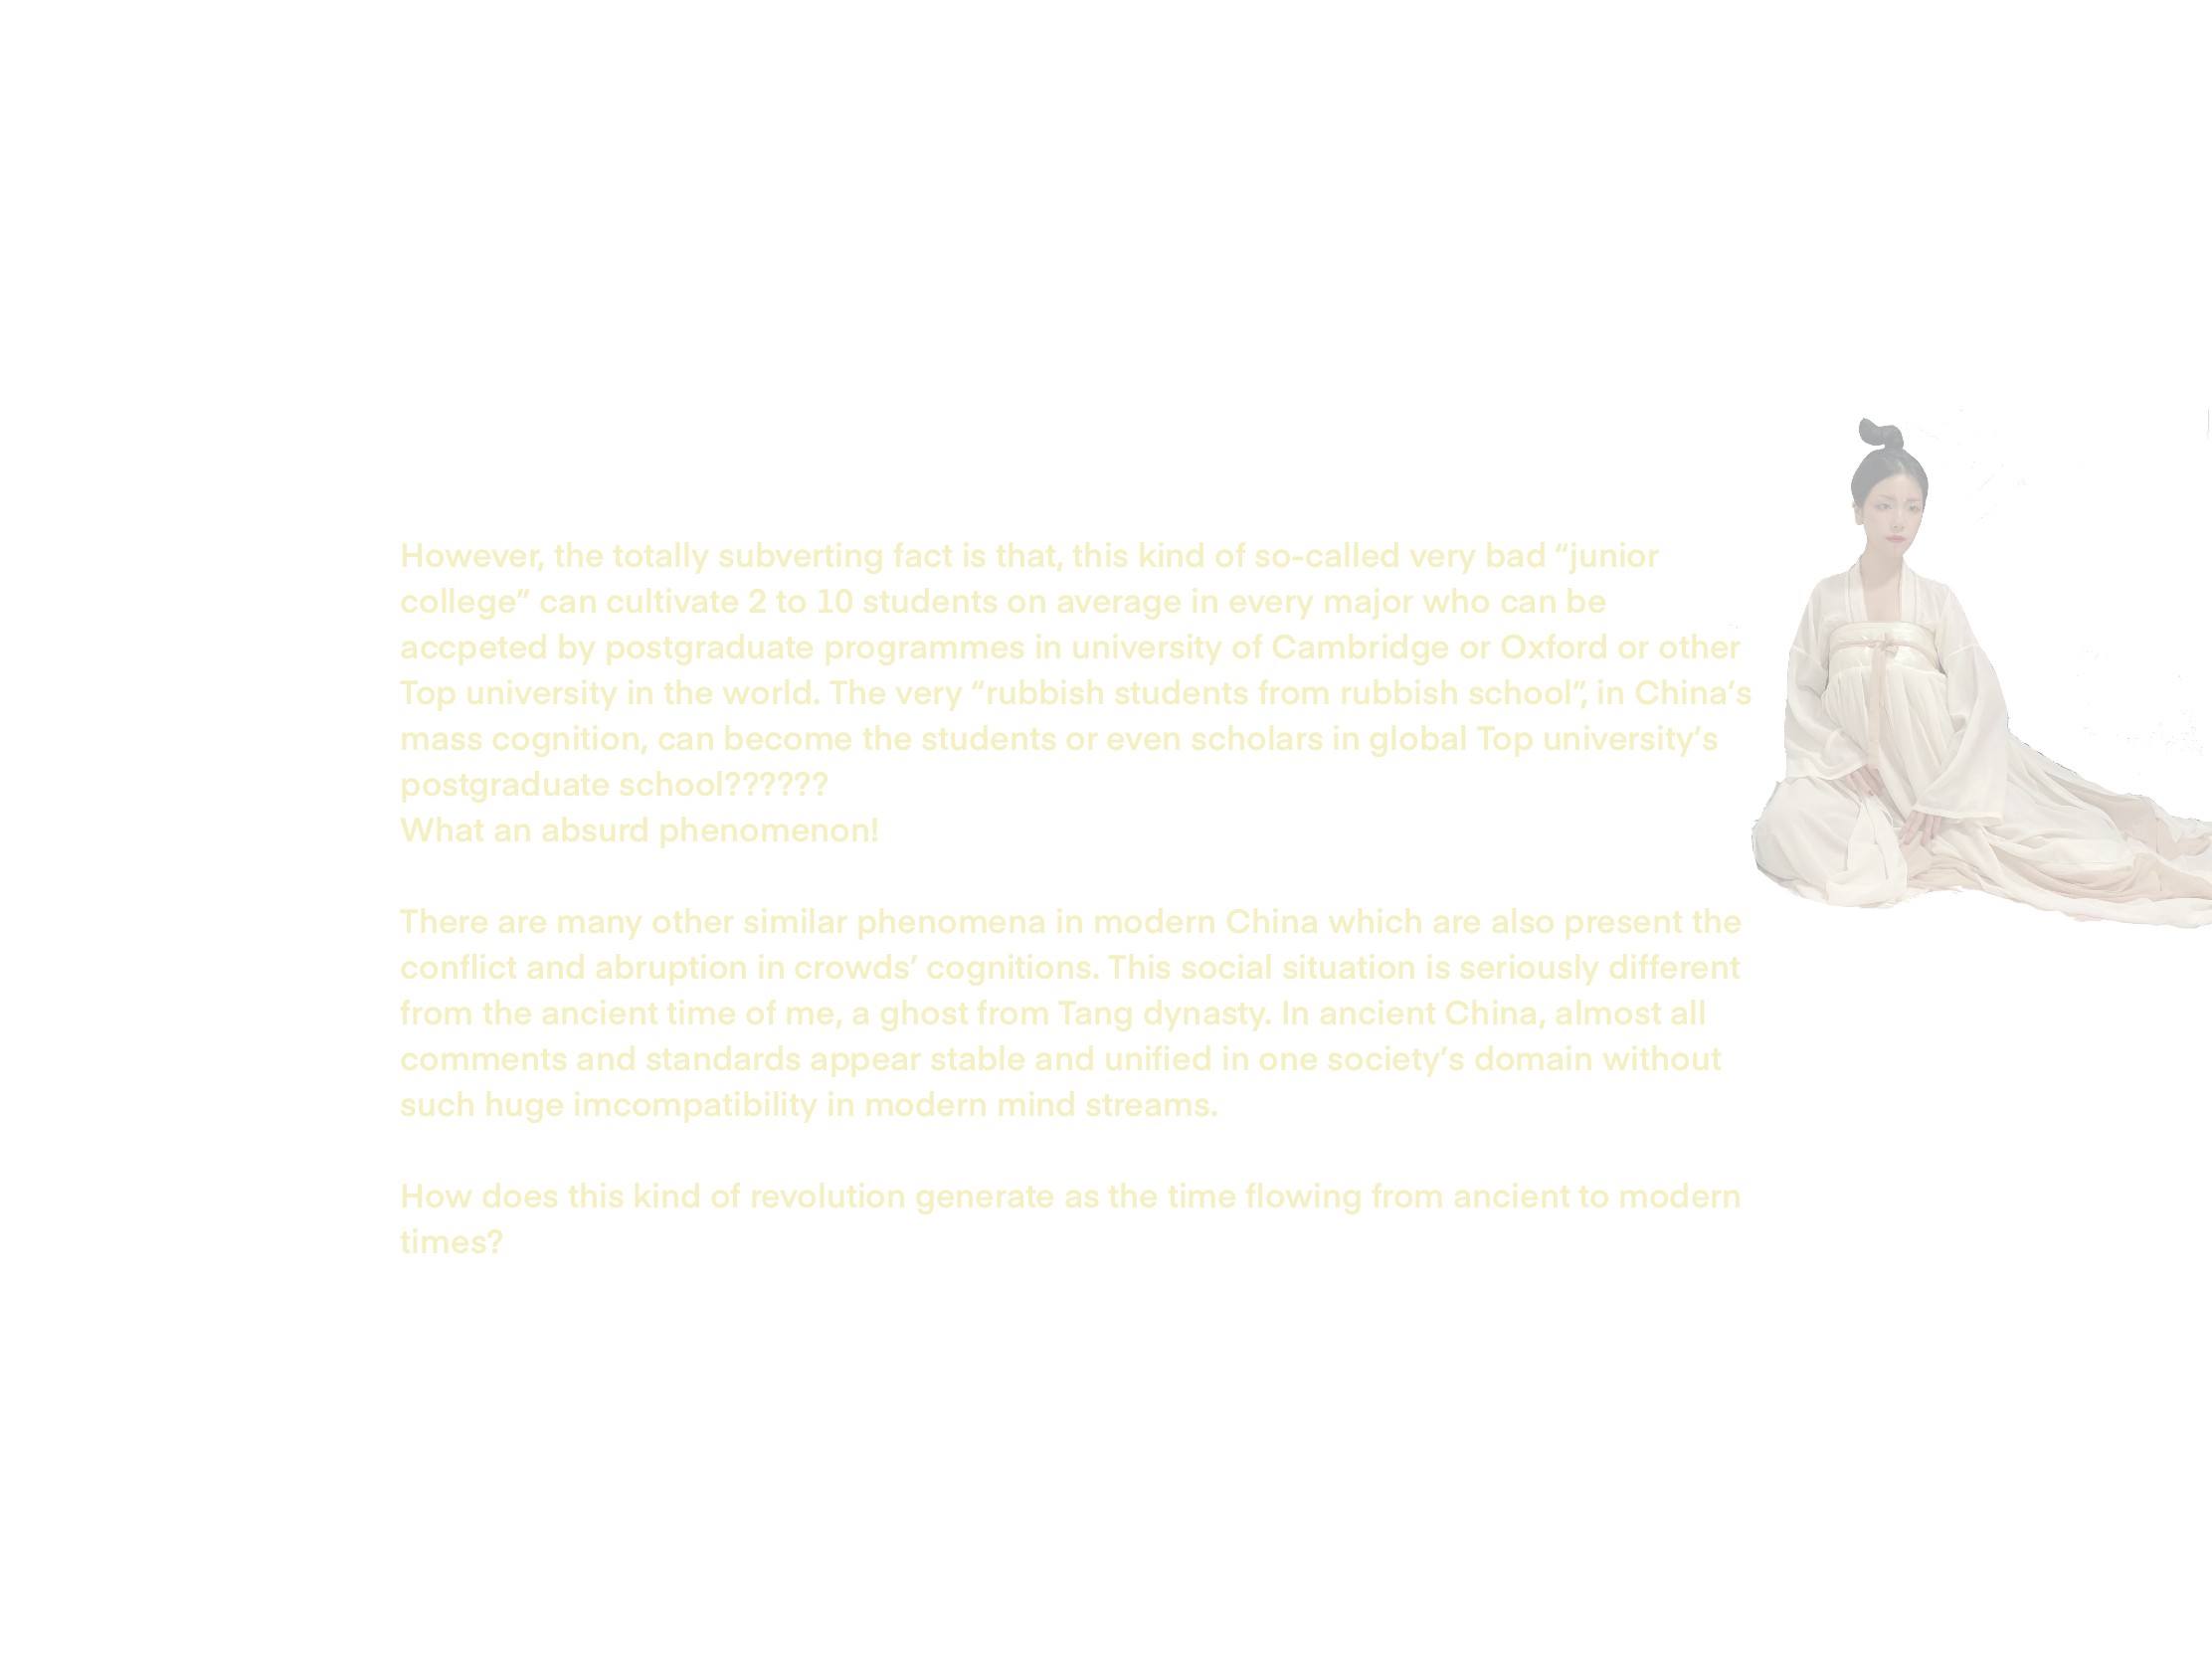 However, the totally subverting fact is that, this kind of so-called very bad “junior
college” can cultivate 2 to 10 students on average in every major who can be
accpeted by postgraduate programmes in university of Cambridge or Oxford or other
Top university in the world. The very “rubbish students from rubbish school”, in China’s
mass cognition, can become the students or even scholars in global Top university’s
postgraduate school??????
What an absurd phenomenon!
There are many other similar phenomena in modern China which are also present the
conflict and abruption in crowds’ cognitions. This social situation is seriously different
from the ancient time of me, a ghost from Tang dynasty. In ancient China, almost all
comments and standards appear stable and unified in one society’s domain without
such huge imcompatibility in modern mind streams.
How does this kind of revolution generate as the time flowing from ancient to modern
times?